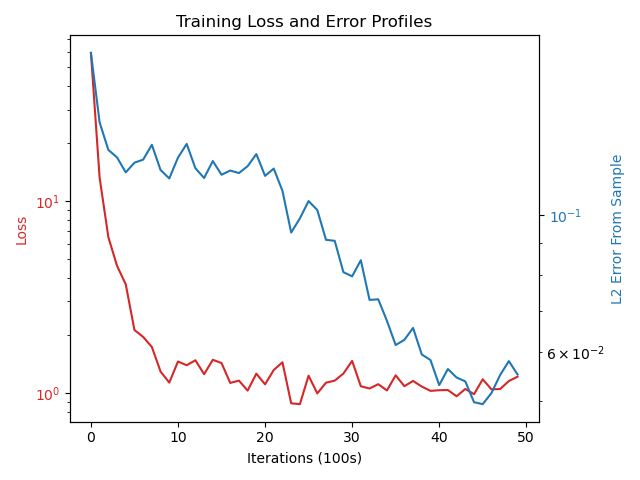 Training Loss and Error Profiles
Loss
10¹
10⁰
L2 Error From Sample
10⁻¹
6 × 10⁻²
0 10 20 30 40 50
Iterations (100s)